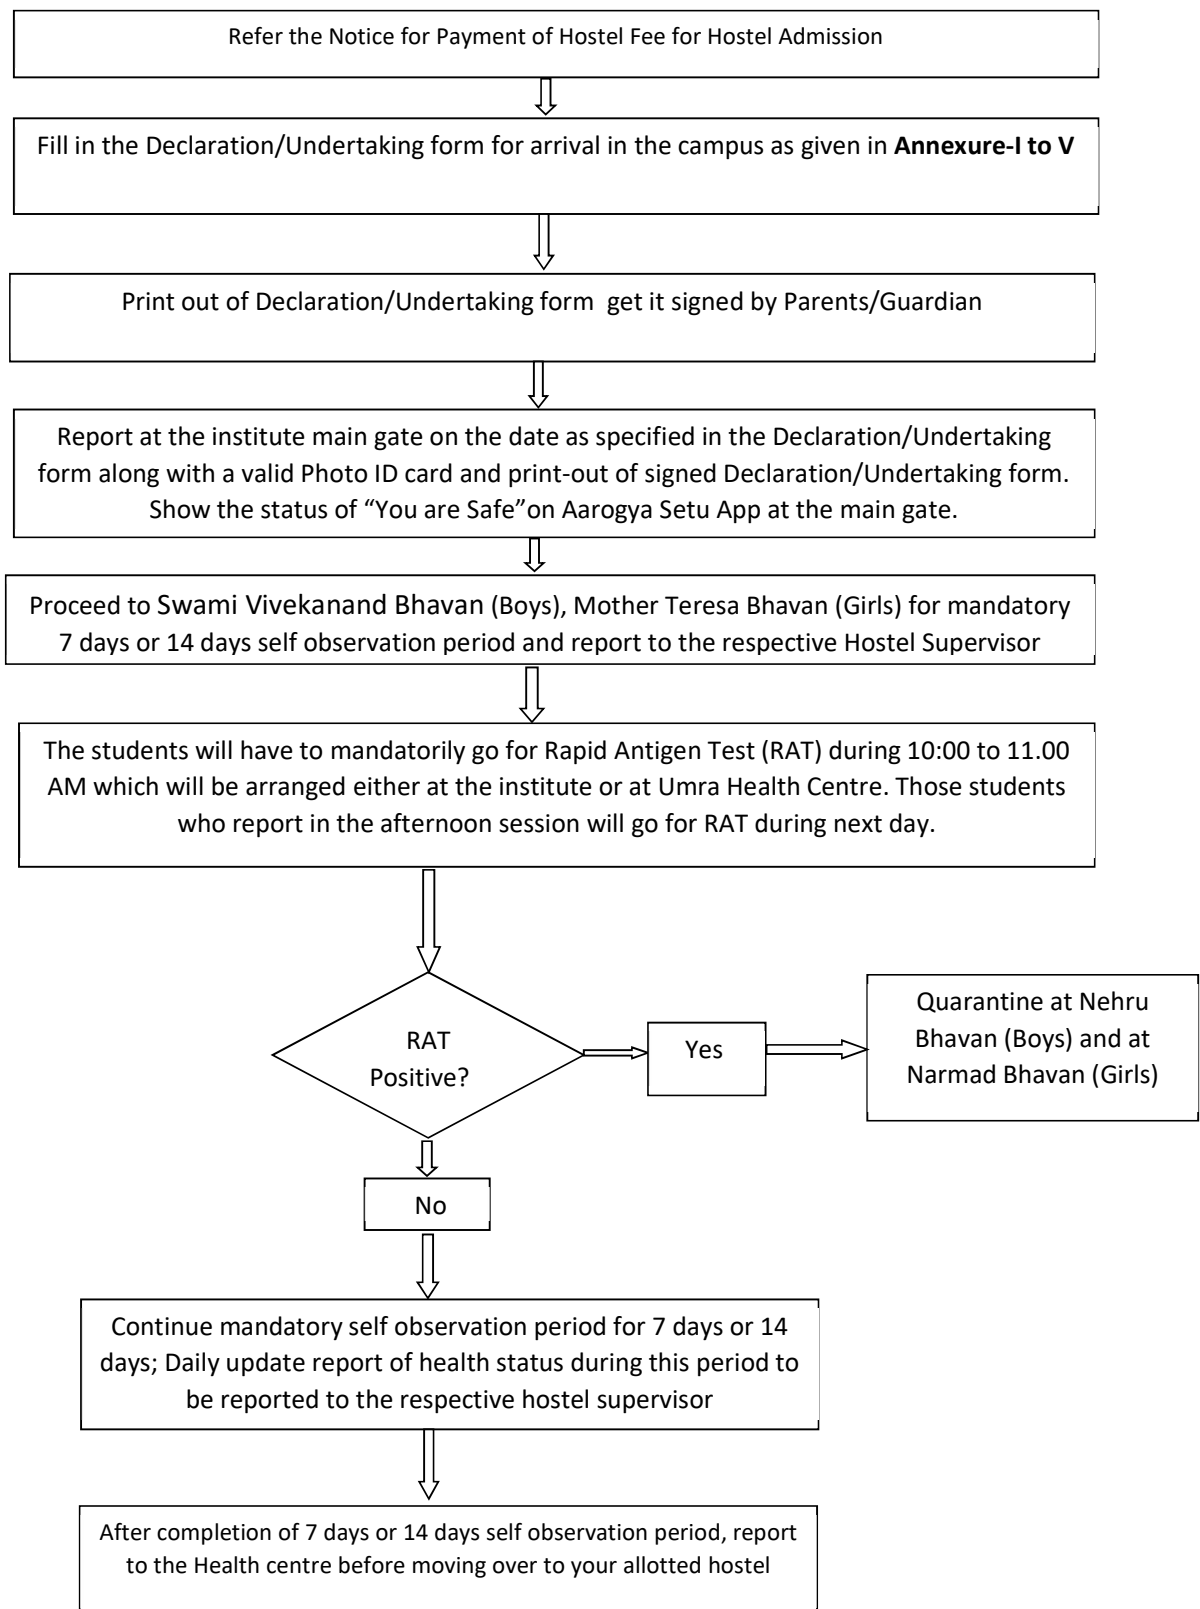 Refer the Notice for Payment of Hostel Fee for Hostel Admission
Fill in the Declaration/Undertaking form for arrival in the campus as given in Annexure-I to V
Print out of Declaration/Undertaking form  get it signed by Parents/Guardian
Report at the institute main gate on the date as specified in the Declaration/Undertaking
form along with a valid Photo ID card and print-out of signed Declaration/Undertaking form.
Show the status of “You are Safe”on Aarogya Setu App at the main gate.
Proceed to Swami Vivekanand Bhavan (Boys), Mother Teresa Bhavan (Girls) for mandatory
7 days or 14 days self observation period and report to the respective Hostel Supervisor
The students will have to mandatorily go for Rapid Antigen Test (RAT) during 10:00 to 11.00
AM which will be arranged either at the institute or at Umra Health Centre. Those students
who report in the afternoon session will go for RAT during next day.
RAT
Positive?
Yes
Quarantine at Nehru
Bhavan (Boys) and at
Narmad Bhavan (Girls)
No
Continue mandatory self observation period for 7 days or 14
days; Daily update report of health status during this period to
be reported to the respective hostel supervisor
After completion of 7 days or 14 days self observation period, report
to the Health centre before moving over to your allotted hostel